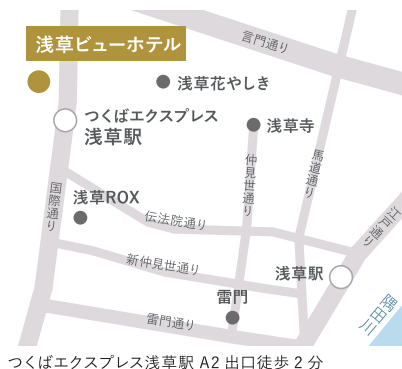 浅草ビューホテル
言問通り
浅草花やしき
つくばエクスプレス
浅草駅
浅草寺
馬道通り
仲見世通り
国際通り
浅草ROX
伝法院通り
江戸通り
新仲見世通り
浅草駅
雷門
雷門通り
隅田川
つくばエクスプレス浅草駅 A2 出口徒歩 2 分